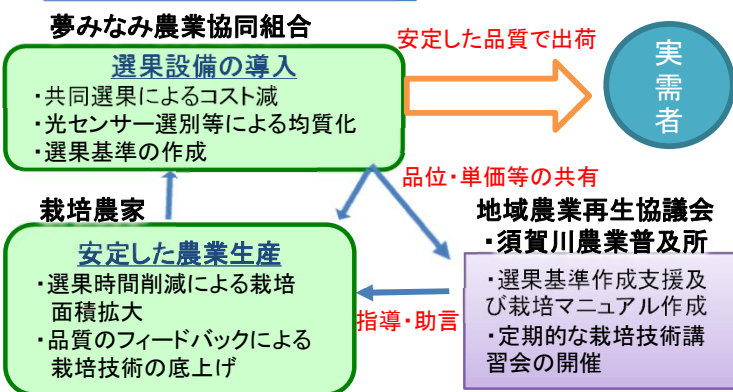 夢みなみ農業協同組合
選果設備の導入
・共同選果によるコスト減
・光センサー選別等による均質化
・選果基準の作成
安定した品質で出荷
実需者
品位・単価等の共有
栽培農家
安定した農業生産
・選果時間削減による栽培
面積拡大
・品質のフィードバックによる
栽培技術の底上げ
指導・助言
地域農業再生協議会
・須賀川農業普及所
・選果基準作成支援及
び栽培マニュアル作成
・定期的な栽培技術講
習会の開催